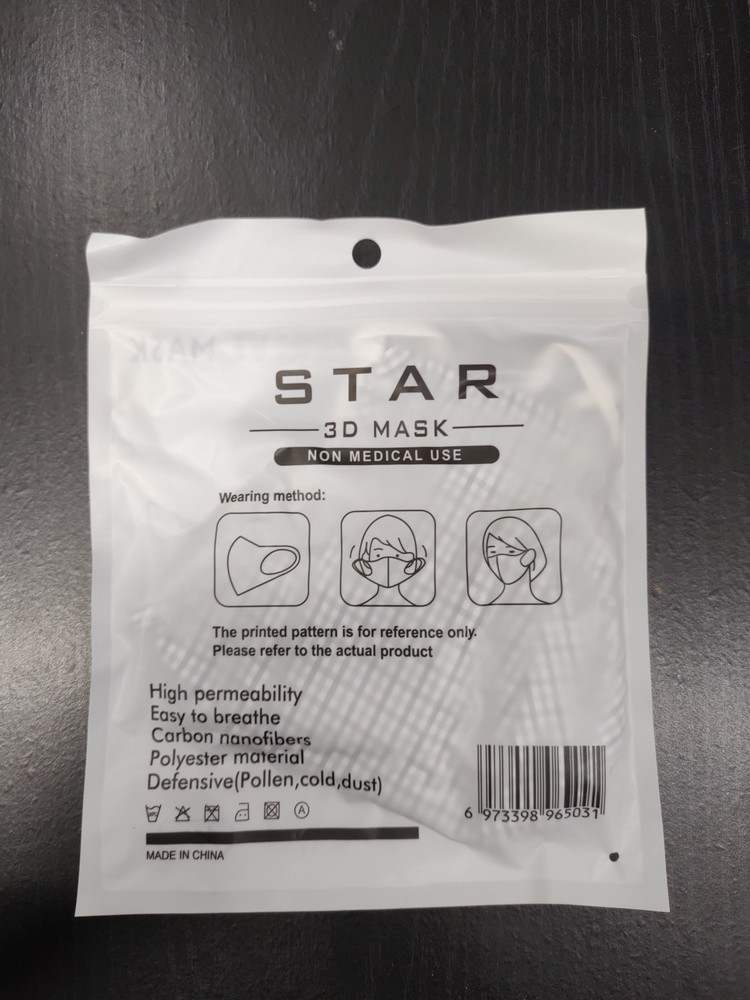 STAR
3D MASK
NON MEDICAL USE
Wearing method:
The printed pattern is for reference only.
Please refer to the actual product
High permeability
Easy to breathe
Carbon nanofibers
Polyester material
Defensive(Pollen,cold,dust)
A
6 973398 965031
MADE IN CHINA